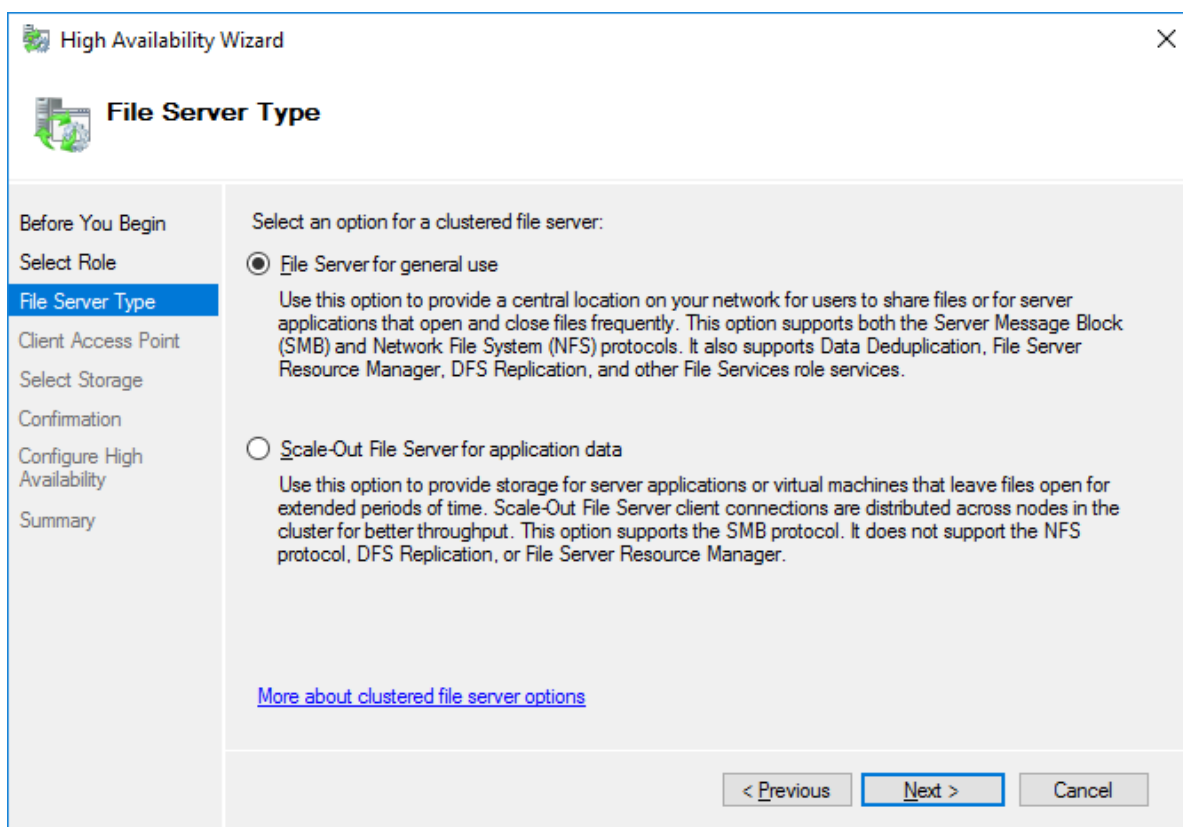 High Availability Wizard
File Server Type
Before You Begin
Select Role
File Server Type
Client Access Point
Select Storage
Confirmation
Configure High
Availability
Summary
Select an option for a clustered file server:
File Server for general use
Use this option to provide a central location on your network for users to share files or for server
applications that open and close files frequently. This option supports both the Server Message Block
(SMB) and Network File System (NFS) protocols. It also supports Data Deduplication, File Server
Resource Manager, DFS Replication, and other File Services role services.
Scale-Out File Server for application data
Use this option to provide storage for server applications or virtual machines that leave files open for
extended periods of time. Scale-Out File Server client connections are distributed across nodes in the
cluster for better throughput. This option supports the SMB protocol. It does not support the NFS
protocol, DFS Replication, or File Server Resource Manager.
More about clustered file server options
< Previous
Next >
Cancel